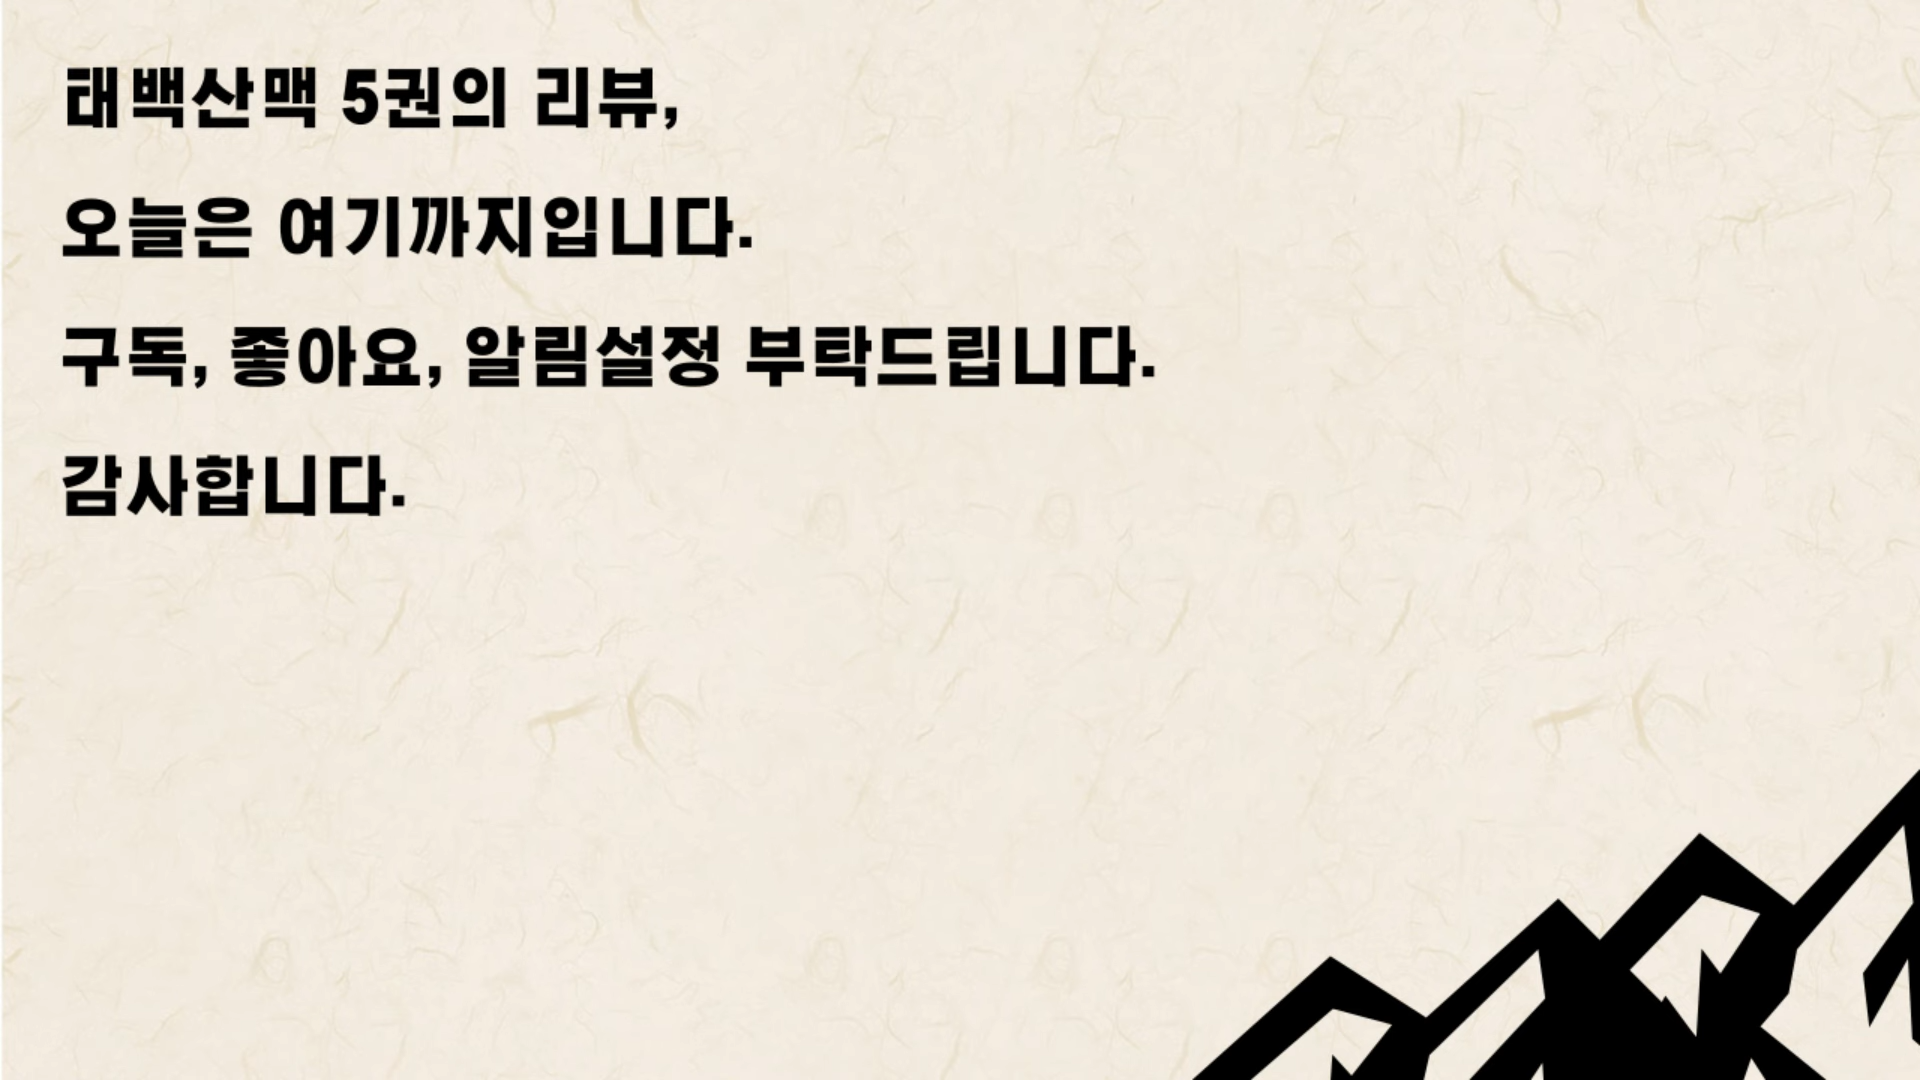 태백산맥 5권의 리뷰,
오늘은 여기까지입니다.
구독, 좋아요, 알림설정 부탁드립니다.
감사합니다.